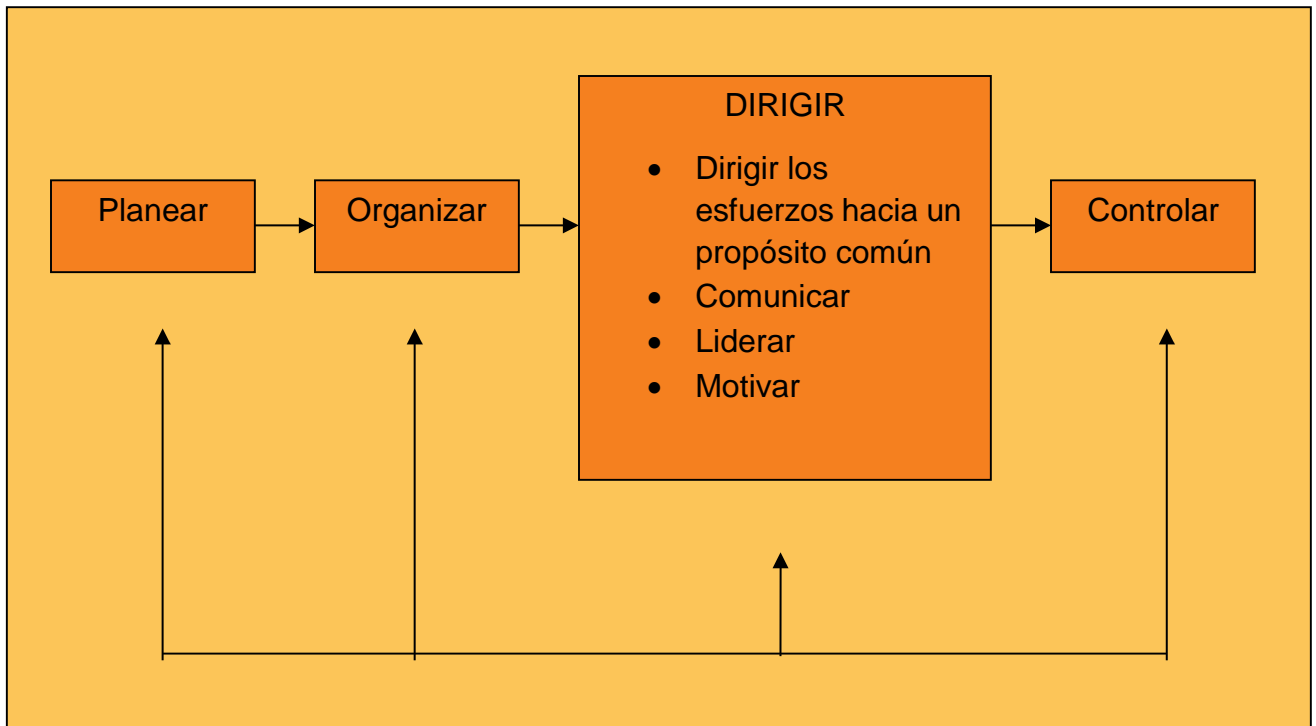 Planear
Organizar
DIRIGIR
• Dirigir los
esfuerzos hacia un
propósito común
• Comunicar
• Liderar
• Motivar
Controlar